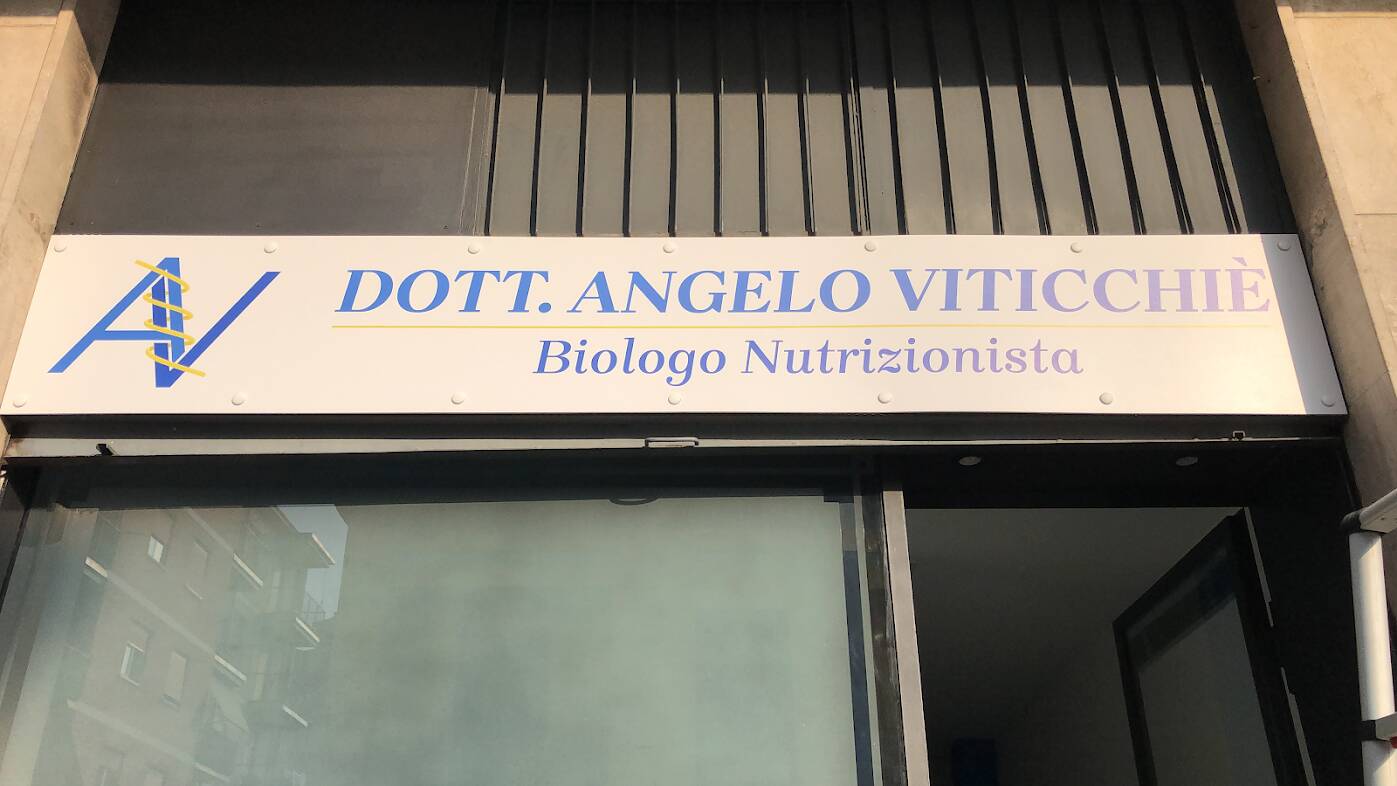 AV
DOTT. ANGELO VITICCHIÈ
Biologo Nutrizionista